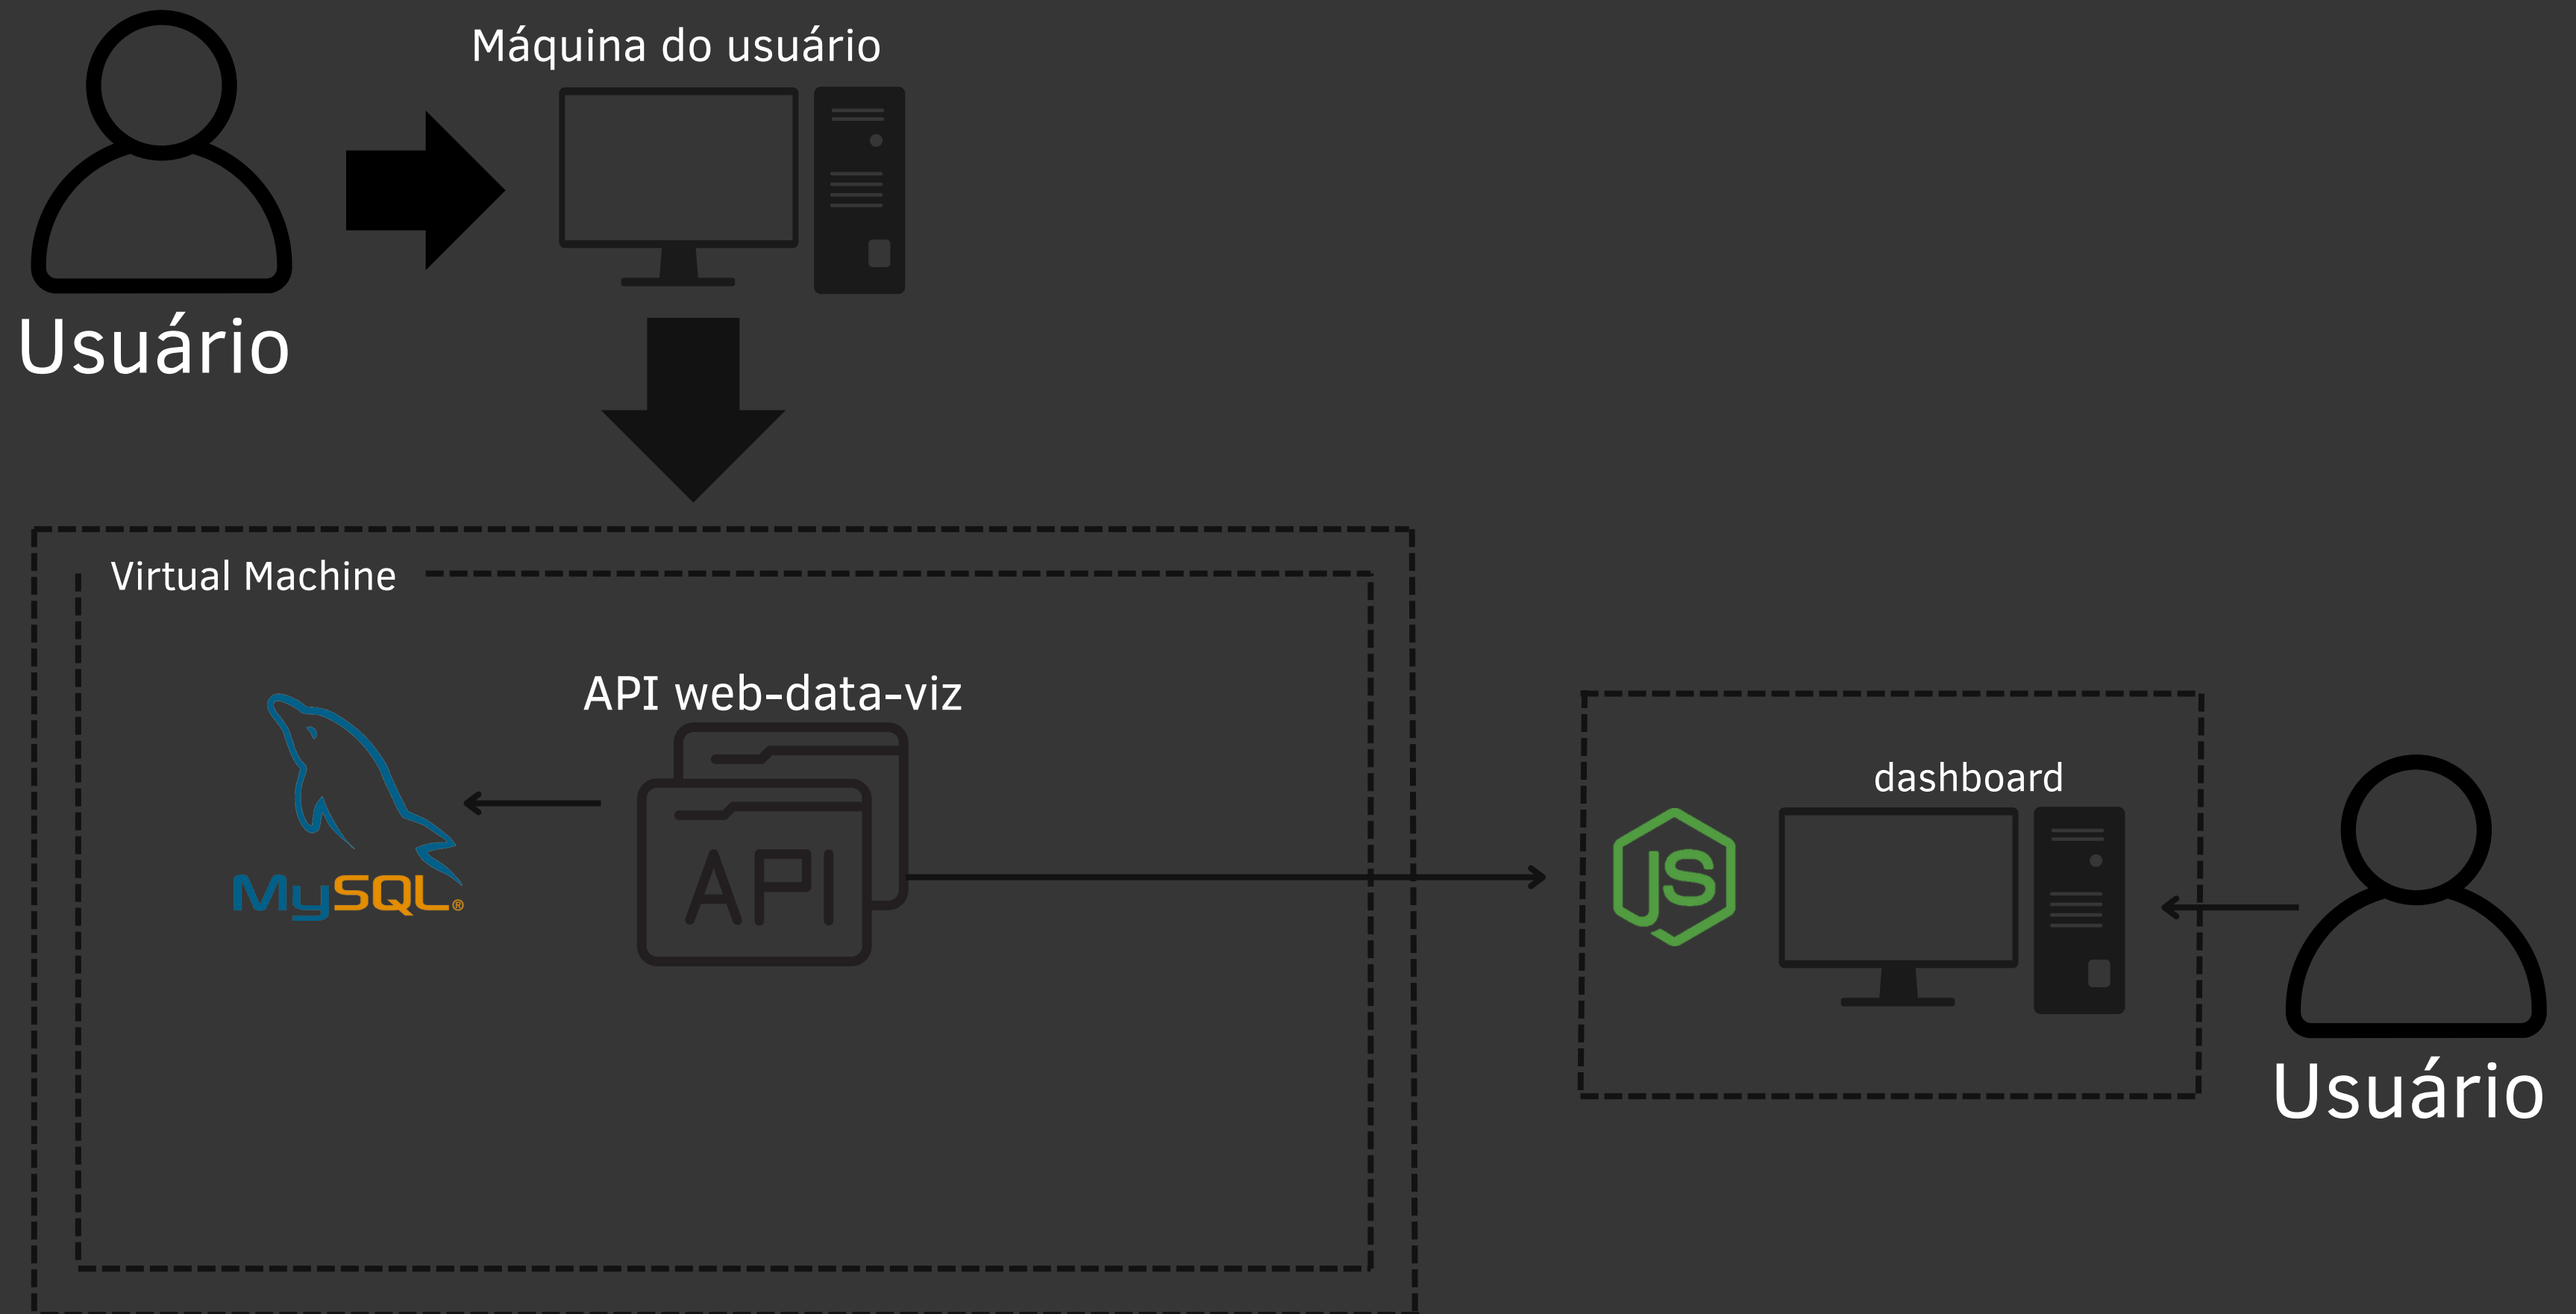 Máquina do usuário
Usuário
Virtual Machine
API web-data-viz
API
MySQL®
dashboard
JS
Usuário